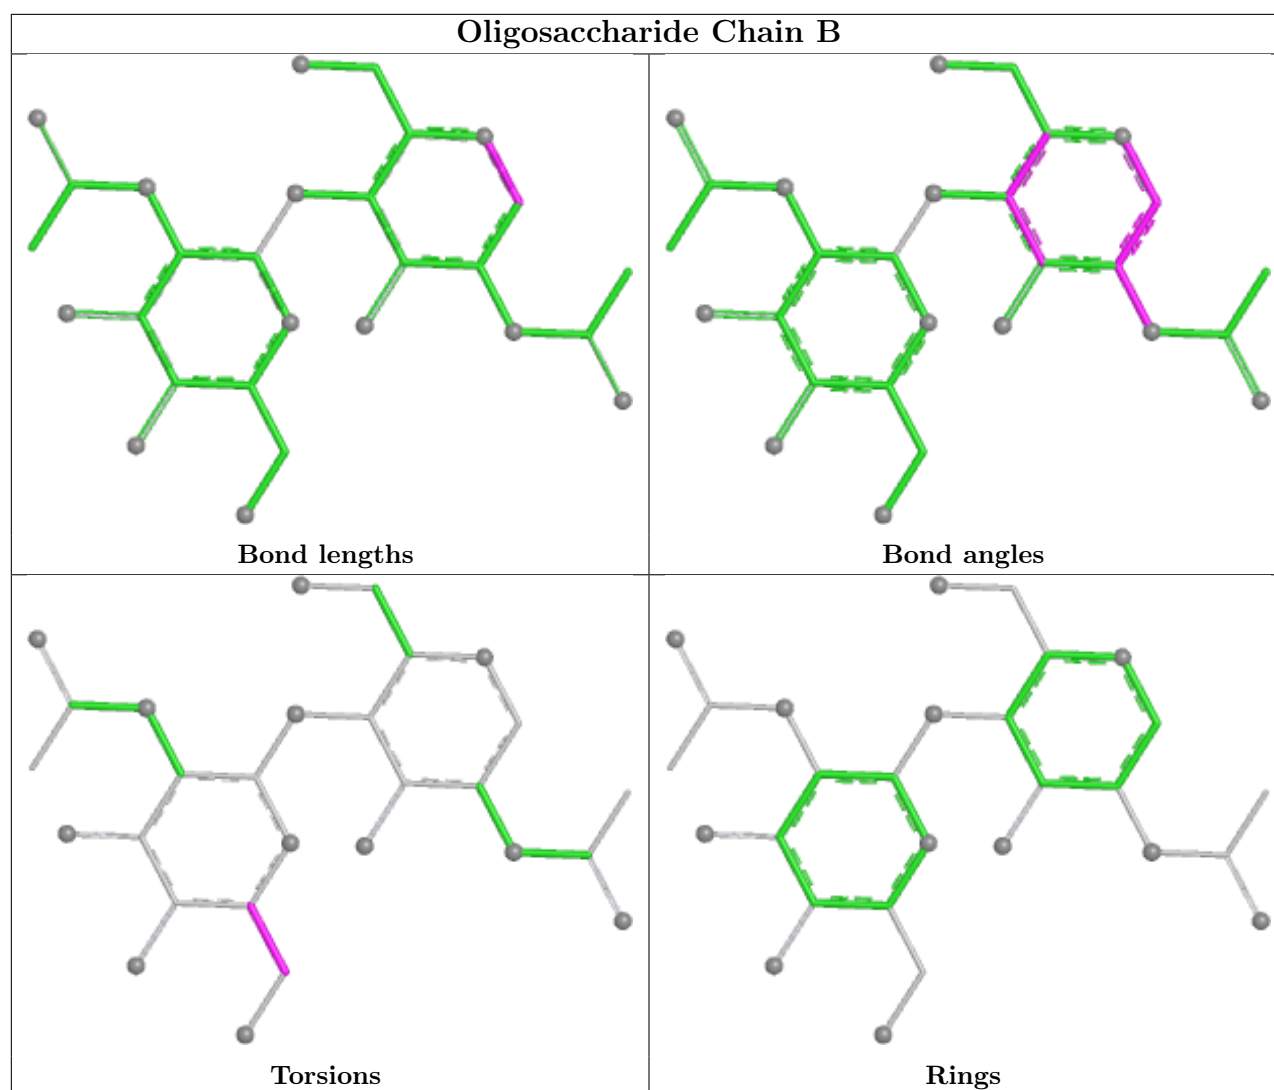 Oligosaccharide Chain B
Bond lengths
Bond angles
Torsions
Rings